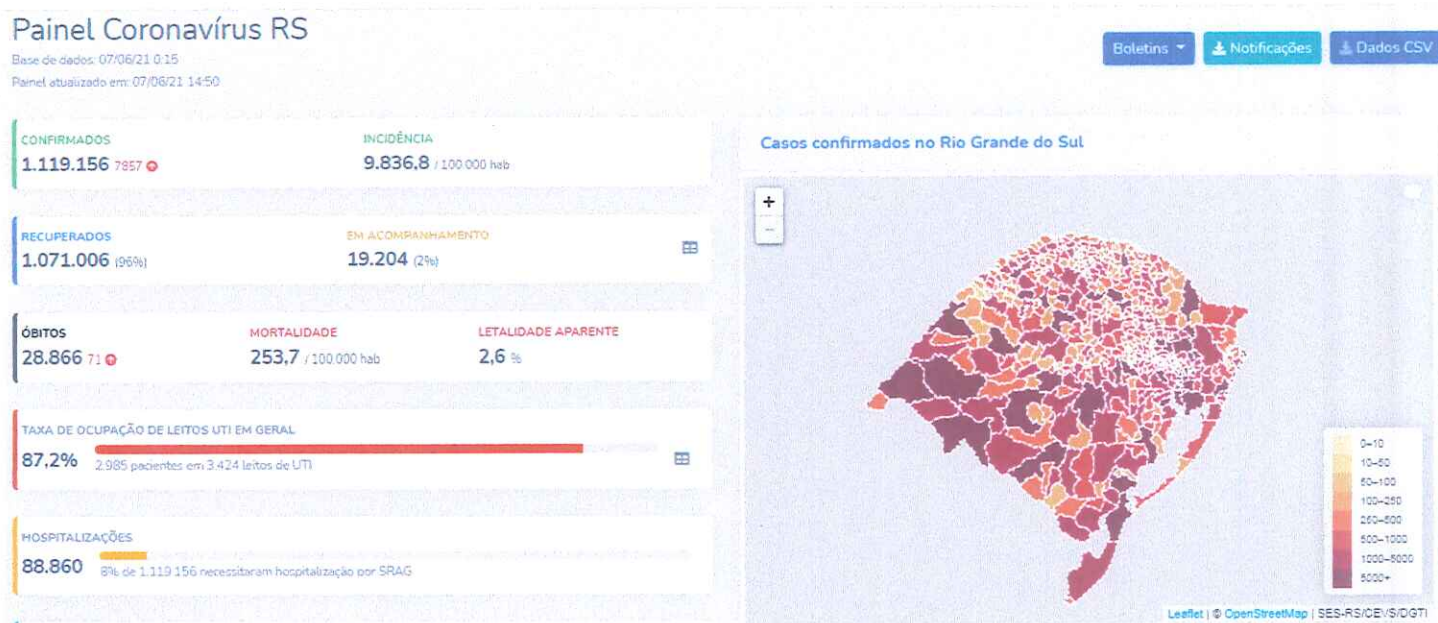 Painel Coronavírus RS
Base de dados: 07/06/21 0:15
Painel atualizado em: 07/06/21 14:50
Boletins
Notificações
Dados CSV
CONFIRMADOS
1.119.156 7857
INCIDÊNCIA
9.836,8 / 100.000 hab
RECUPERADOS
1.071.006 (96%)
EM ACOMPANHAMENTO
19.204 (2%)
ÓBITOS
28.866 71
MORTALIDADE
253,7 / 100.000 hab
LETALIDADE APARENTE
2,6 %
TAXA DE OCUPAÇÃO DE LEITOS UTI EM GERAL
87,2% 2.985 pacientes em 3.424 leitos de UTI
HOSPITALIZAÇÕES
88.860 8% de 1.119.156 necessitaram hospitalização por SRAG
Casos confirmados no Rio Grande do Sul
+
−
0–10
10–50
50–100
100–250
250–500
500–1000
1000–5000
5000+
Leaflet | © OpenStreetMap | SES-RS/CEVS/DGTI